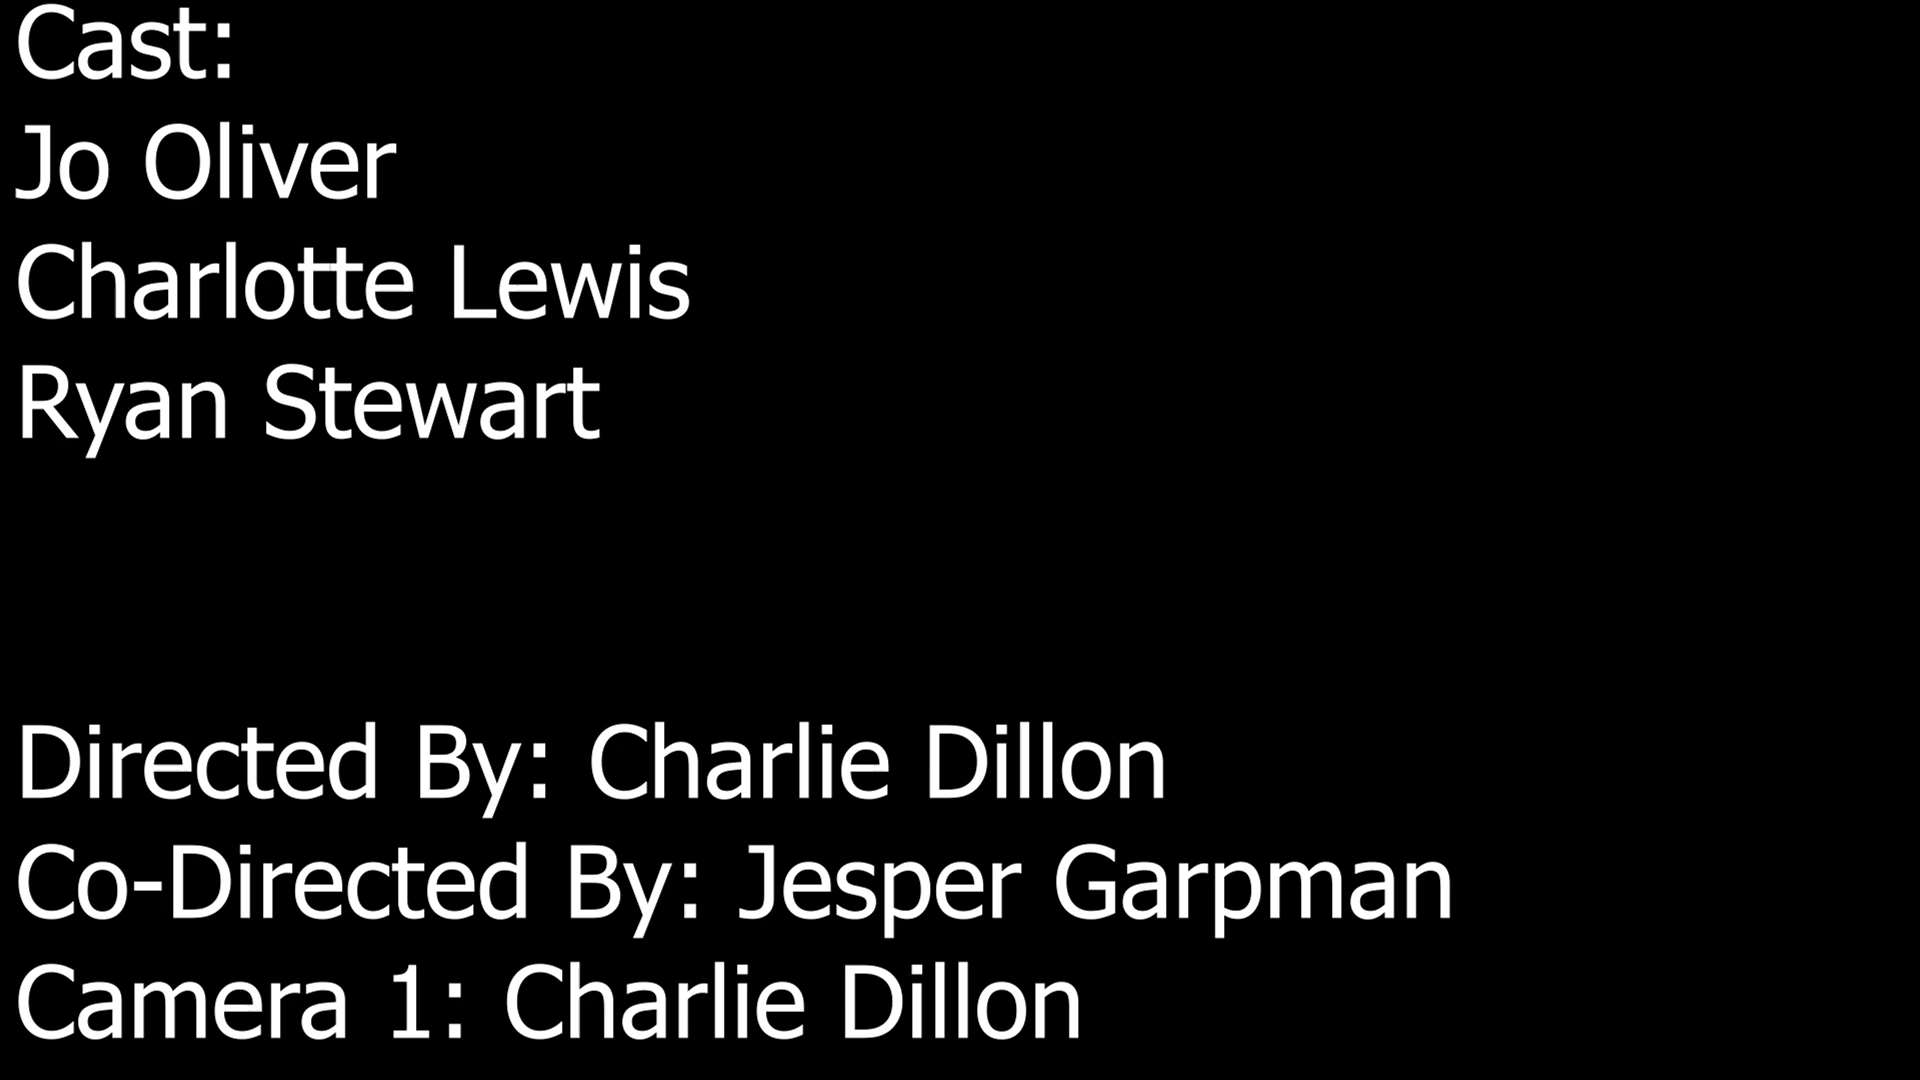 Cast:
Jo Oliver
Charlotte Lewis
Ryan Stewart
Directed By: Charlie Dillon
Co-Directed By: Jesper Garpman
Camera 1: Charlie Dillon